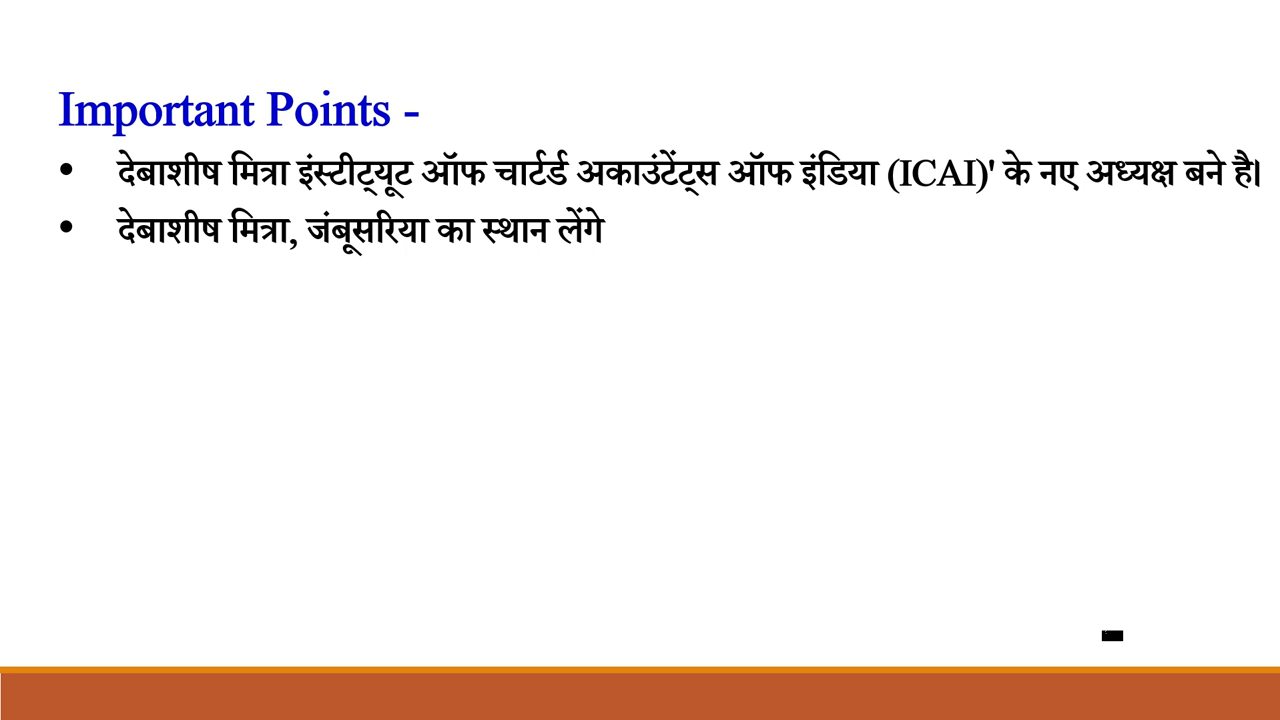 Important Points -
• देबाशीष मित्रा इंस्टीट्यूट ऑफ चार्टर्ड अकाउंटेंट्स ऑफ इंडिया (ICAI)' के नए अध्यक्ष बने है।
• देबाशीष मित्रा, जंबूसरिया का स्थान लेंगे